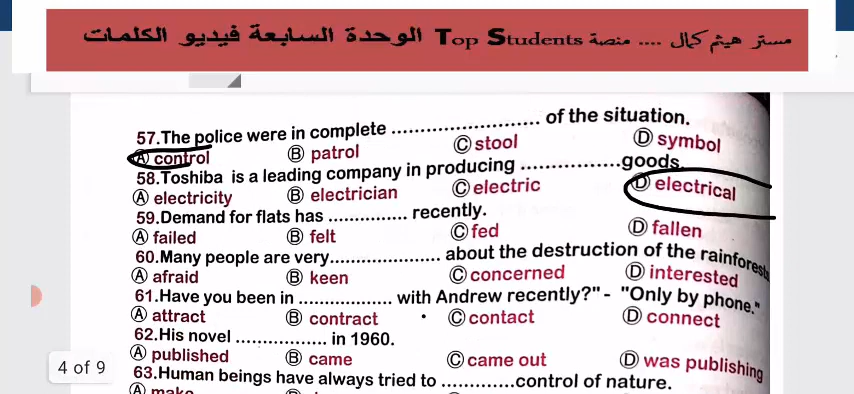 مستر هيثم كمال .... منصة Top Students الوحدة السابعة فيديو الكلمات
57.The police were in complete .............................. of the situation.
Ⓐ control Ⓑ patrol Ⓒ stool Ⓓ symbol
58.Toshiba is a leading company in producing ....................goods.
Ⓐ electricity Ⓑ electrician Ⓒ electric Ⓓ electrical
59.Demand for flats has ............... recently.
Ⓐ failed Ⓑ felt Ⓒ fed Ⓓ fallen
60.Many people are very...................... about the destruction of the rainforests
Ⓐ afraid Ⓑ keen Ⓒ concerned Ⓓ interested
61.Have you been in .................. with Andrew recently?" - "Only by phone."
Ⓐ attract Ⓑ contract Ⓒ contact Ⓓ connect
62.His novel .................. in 1960.
Ⓐ published Ⓑ came Ⓒ came out Ⓓ was publishing
4 of 9
63.Human beings have always tried to ..............control of nature.
Ⓐ make